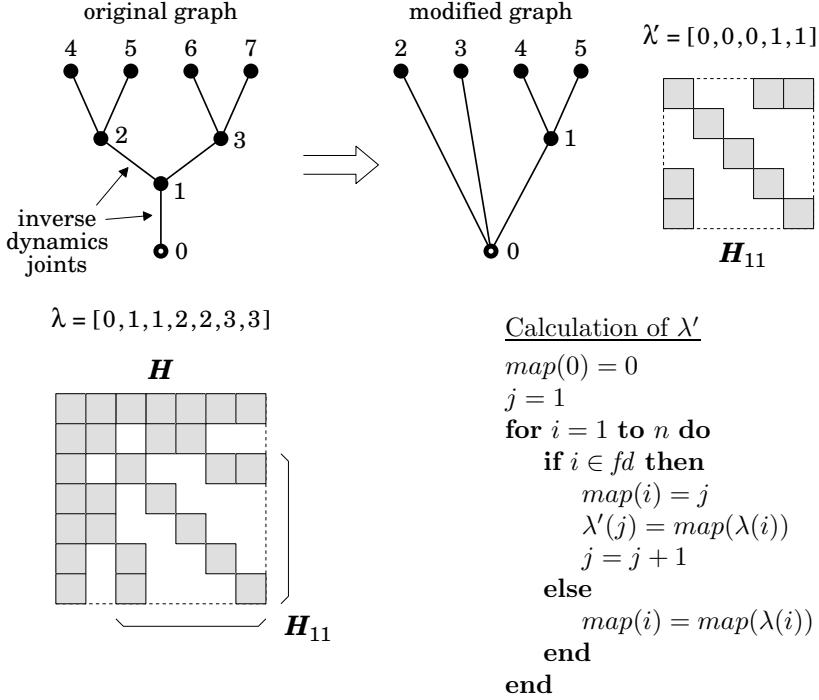 original graph
4 5 6 7
2 3
1
0
inverse
dynamics
joints
modified graph
2 3 4 5
1
0
λ' = [0,0,0,1,1]
H₁₁
λ = [0,1,1,2,2,3,3]
H
H₁₁
Calculation of λ′
map(0) = 0
j = 1
for i = 1 to n do
if i ∈ fd then
map(i) = j
λ′(j) = map(λ(i))
j = j + 1
else
map(i) = map(λ(i))
end
end